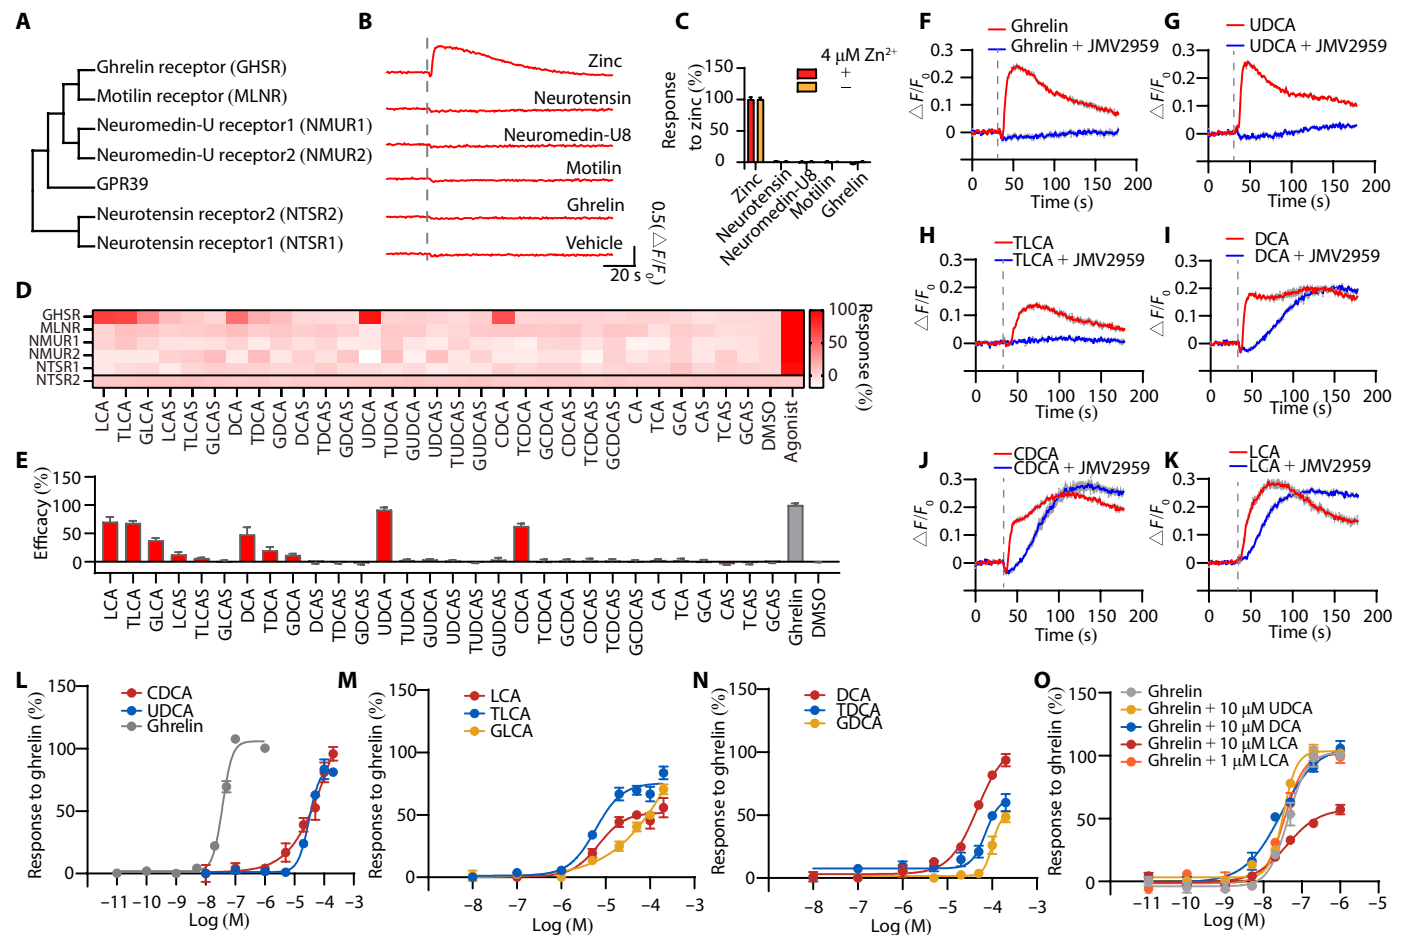 A
Ghrelin receptor (GHSR)
Motilin receptor (MLNR)
Neuromedin-U receptor1 (NMUR1)
Neuromedin-U receptor2 (NMUR2)
GPR39
Neurotensin receptor2 (NTSR2)
Neurotensin receptor1 (NTSR1)
B
Zinc
Neurotensin
Neuromedin-U8
Motilin
Ghrelin
Vehicle
0.5(△F/F0)
20 s
C
4 μM Zn2+
+
−
Response to zinc (%)
150
100
50
0
Zinc
Neurotensin
Neuromedin-U8
Motilin
Ghrelin
D
GHSR
MLNR
NMUR1
NMUR2
NTSR1
NTSR2
100
50
0
Response (%)
LCA TLCA GLCA LCAS TLCAS GLCAS DCA TDCA GDCA DCAS TDCAS GDCAS UDCA TUDCA GUDCA UDCAS TUDCAS GUDCAS CDCA TCDCA GCDCA CDCAS TCDCAS GCDCAS CA TCA GCA CAS TCAS GCAS DMSO Agonist
E
Efficacy (%)
150
100
50
0
LCA TLCA GLCA LCAS TLCAS GLCAS DCA TDCA GDCA DCAS TDCAS GDCAS UDCA TUDCA GUDCA UDCAS TUDCAS GUDCAS CDCA TCDCA GCDCA CDCAS TCDCAS GCDCAS CA TCA GCA CAS TCAS GCAS Ghrelin DMSO
F
Ghrelin
Ghrelin + JMV2959
△F/F0
0.3
0.2
0.1
0
0 50 100 150 200
Time (s)
G
UDCA
UDCA + JMV2959
△F/F0
0.3
0.2
0.1
0
0 50 100 150 200
Time (s)
H
TLCA
TLCA + JMV2959
△F/F0
0.3
0.2
0.1
0
0 50 100 150 200
Time (s)
I
DCA
DCA + JMV2959
△F/F0
0.3
0.2
0.1
0
0 50 100 150 200
Time (s)
J
CDCA
CDCA + JMV2959
△F/F0
0.3
0.2
0.1
0
0 50 100 150 200
Time (s)
K
LCA
LCA + JMV2959
△F/F0
0.3
0.2
0.1
0
0 50 100 150 200
Time (s)
L
CDCA
UDCA
Ghrelin
Response to ghrelin (%)
150
100
50
0
−11 −10 −9 −8 −7 −6 −5 −4 −3
Log (M)
M
LCA
TLCA
GLCA
Response to ghrelin (%)
150
100
50
0
−8 −7 −6 −5 −4 −3
Log (M)
N
DCA
TDCA
GDCA
Response to ghrelin (%)
150
100
50
0
−8 −7 −6 −5 −4 −3
Log (M)
O
Ghrelin
Ghrelin + 10 μM UDCA
Ghrelin + 10 μM DCA
Ghrelin + 10 μM LCA
Ghrelin + 1 μM LCA
Response to ghrelin (%)
150
100
50
0
−11 −10 −9 −8 −7 −6 −5
Log (M)